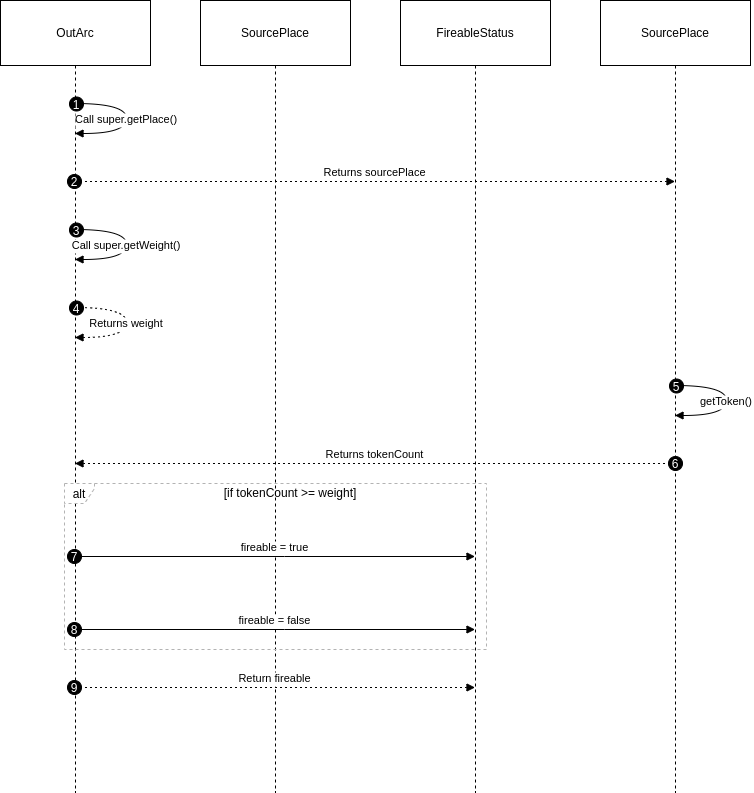 OutArc
SourcePlace
FireableStatus
SourcePlace
1
Call super.getPlace()
2
Returns sourcePlace
3
Call super.getWeight()
4
Returns weight
5
getToken()
6
Returns tokenCount
alt
[if tokenCount >= weight]
7
fireable = true
8
fireable = false
9
Return fireable